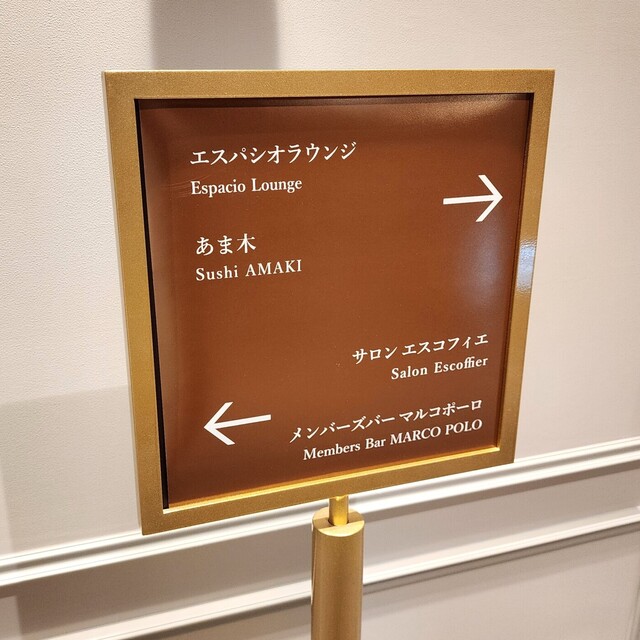 エスパシオラウンジ
Espacio Lounge
あま木
Sushi AMAKI
サロン エスコフィエ
Salon Escoffier
メンバーズバー マルコポーロ
Members Bar MARCO POLO